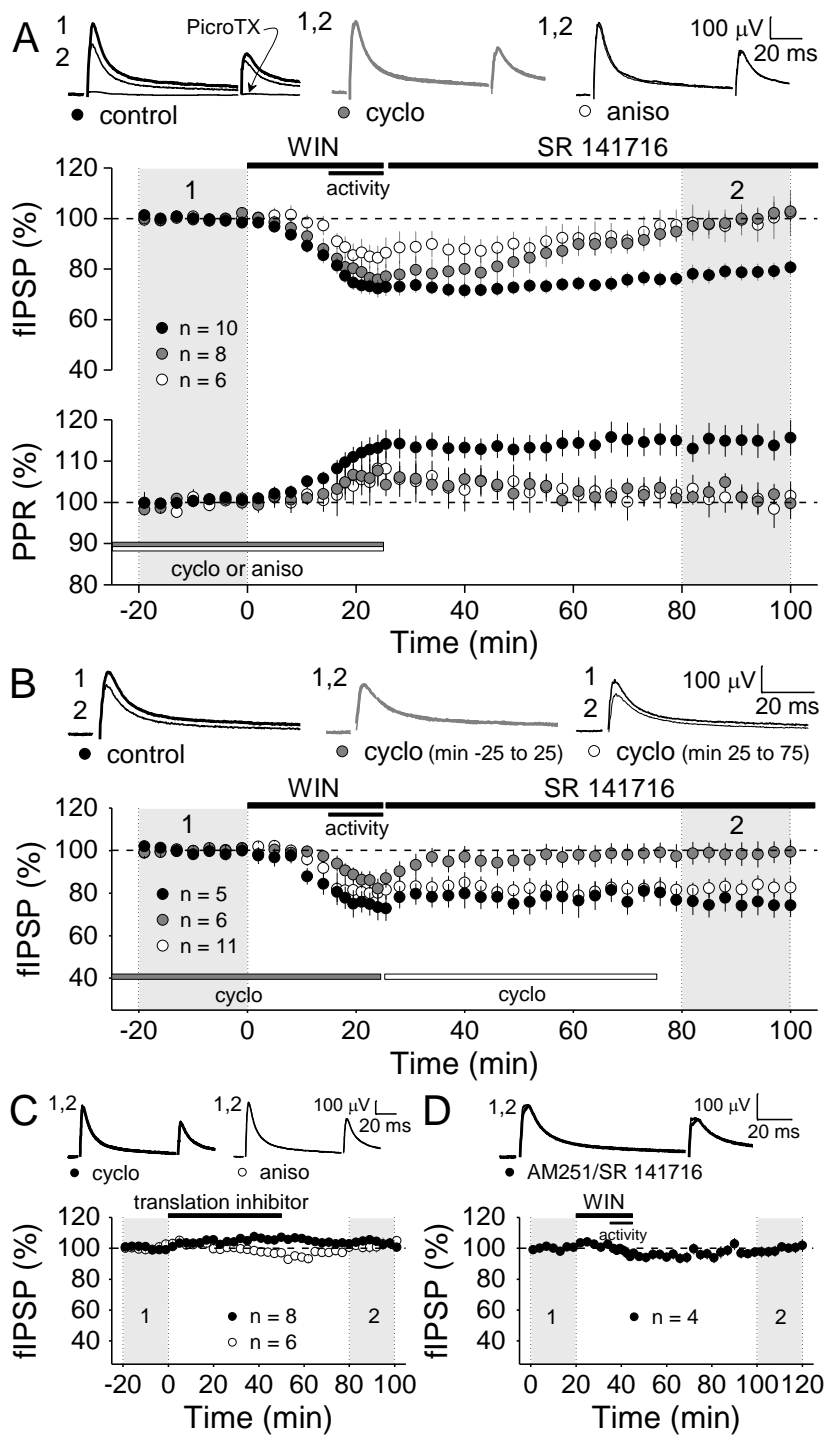 A
1
2
PicroTX
1,2
1,2
100 µV
20 ms
control
cyclo
aniso
WIN
SR 141716
activity
120
100
80
60
40
fIPSP (%)
1
2
n = 10
n = 8
n = 6
120
110
100
90
80
PPR (%)
cyclo or aniso
-20 0 20 40 60 80 100
Time (min)
B
1
2
1,2
1
2
100 µV
20 ms
control
cyclo (min -25 to 25)
cyclo (min 25 to 75)
WIN
SR 141716
activity
120
100
80
60
40
fIPSP (%)
1
2
n = 5
n = 6
n = 11
cyclo
cyclo
-20 0 20 40 60 80 100
Time (min)
C
1,2
1,2
100 µV
20 ms
cyclo
aniso
translation inhibitor
120
100
80
60
40
fIPSP (%)
1
2
n = 8
n = 6
-20 0 20 40 60 80 100
Time (min)
D
1,2
100 µV
20 ms
AM251/SR 141716
WIN
activity
120
100
80
60
40
fIPSP (%)
1
2
n = 4
0 20 40 60 80 100 120
Time (min)